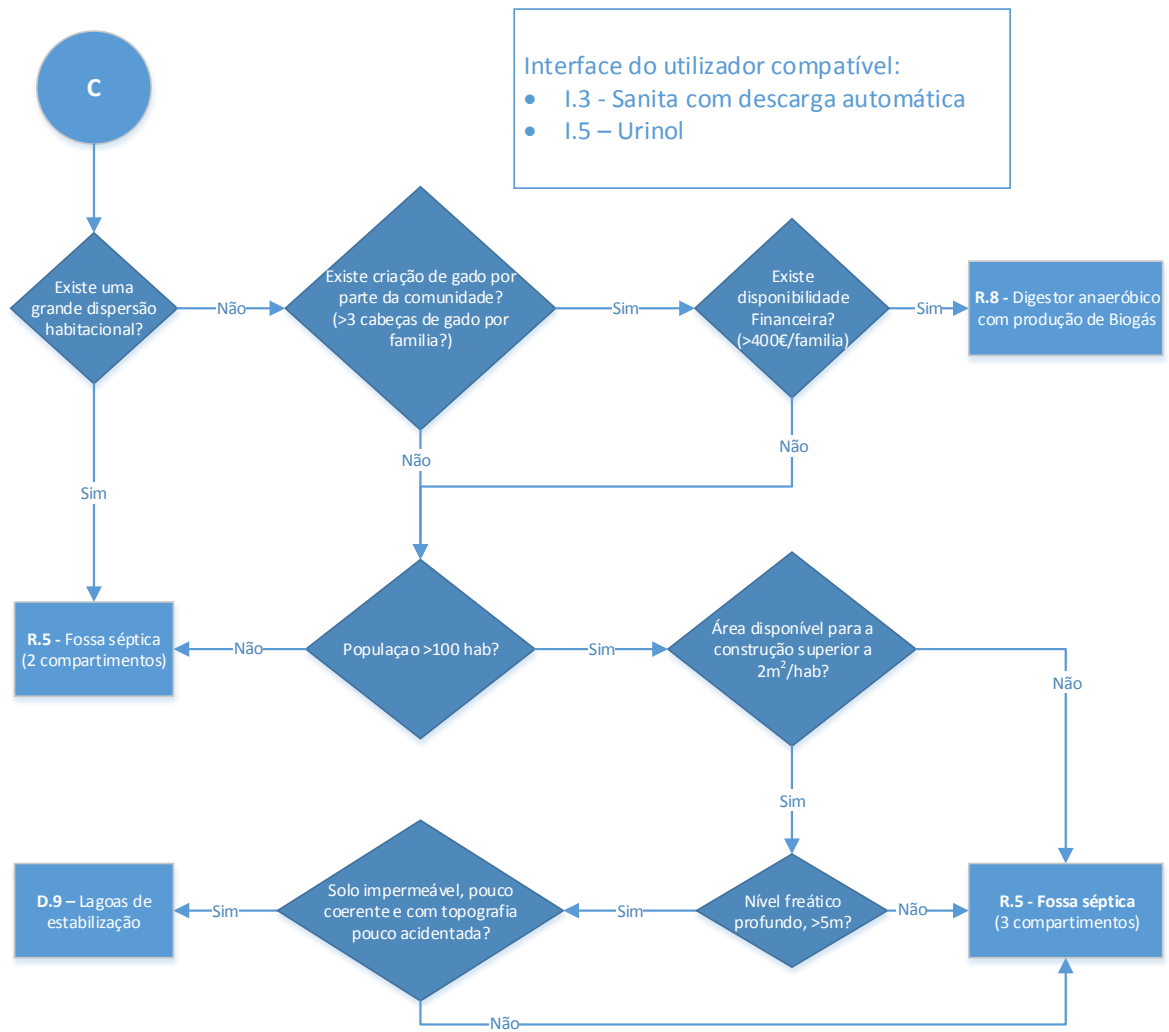 C
Interface do utilizador compatível:
• I.3 - Sanita com descarga automática
• I.5 – Urinol
Existe uma
grande dispersão
habitacional?
Não
Existe criação de gado por
parte da comunidade?
(>3 cabeças de gado por
familia?)
Sim
Existe
disponibilidade
Financeira?
(>400€/familia)
Sim
R.8 - Digestor anaeróbico
com produção de Biogás
Não
Não
Sim
R.5 - Fossa séptica
(2 compartimentos)
Não
Populaçao >100 hab?
Sim
Área disponível para a
construção superior a
2m²/hab?
Não
Sim
D.9 – Lagoas de
estabilização
Sim
Solo impermeável, pouco
coerente e com topografia
pouco acidentada?
Sim
Nível freático
profundo, >5m?
Não
R.5 - Fossa séptica
(3 compartimentos)
Não